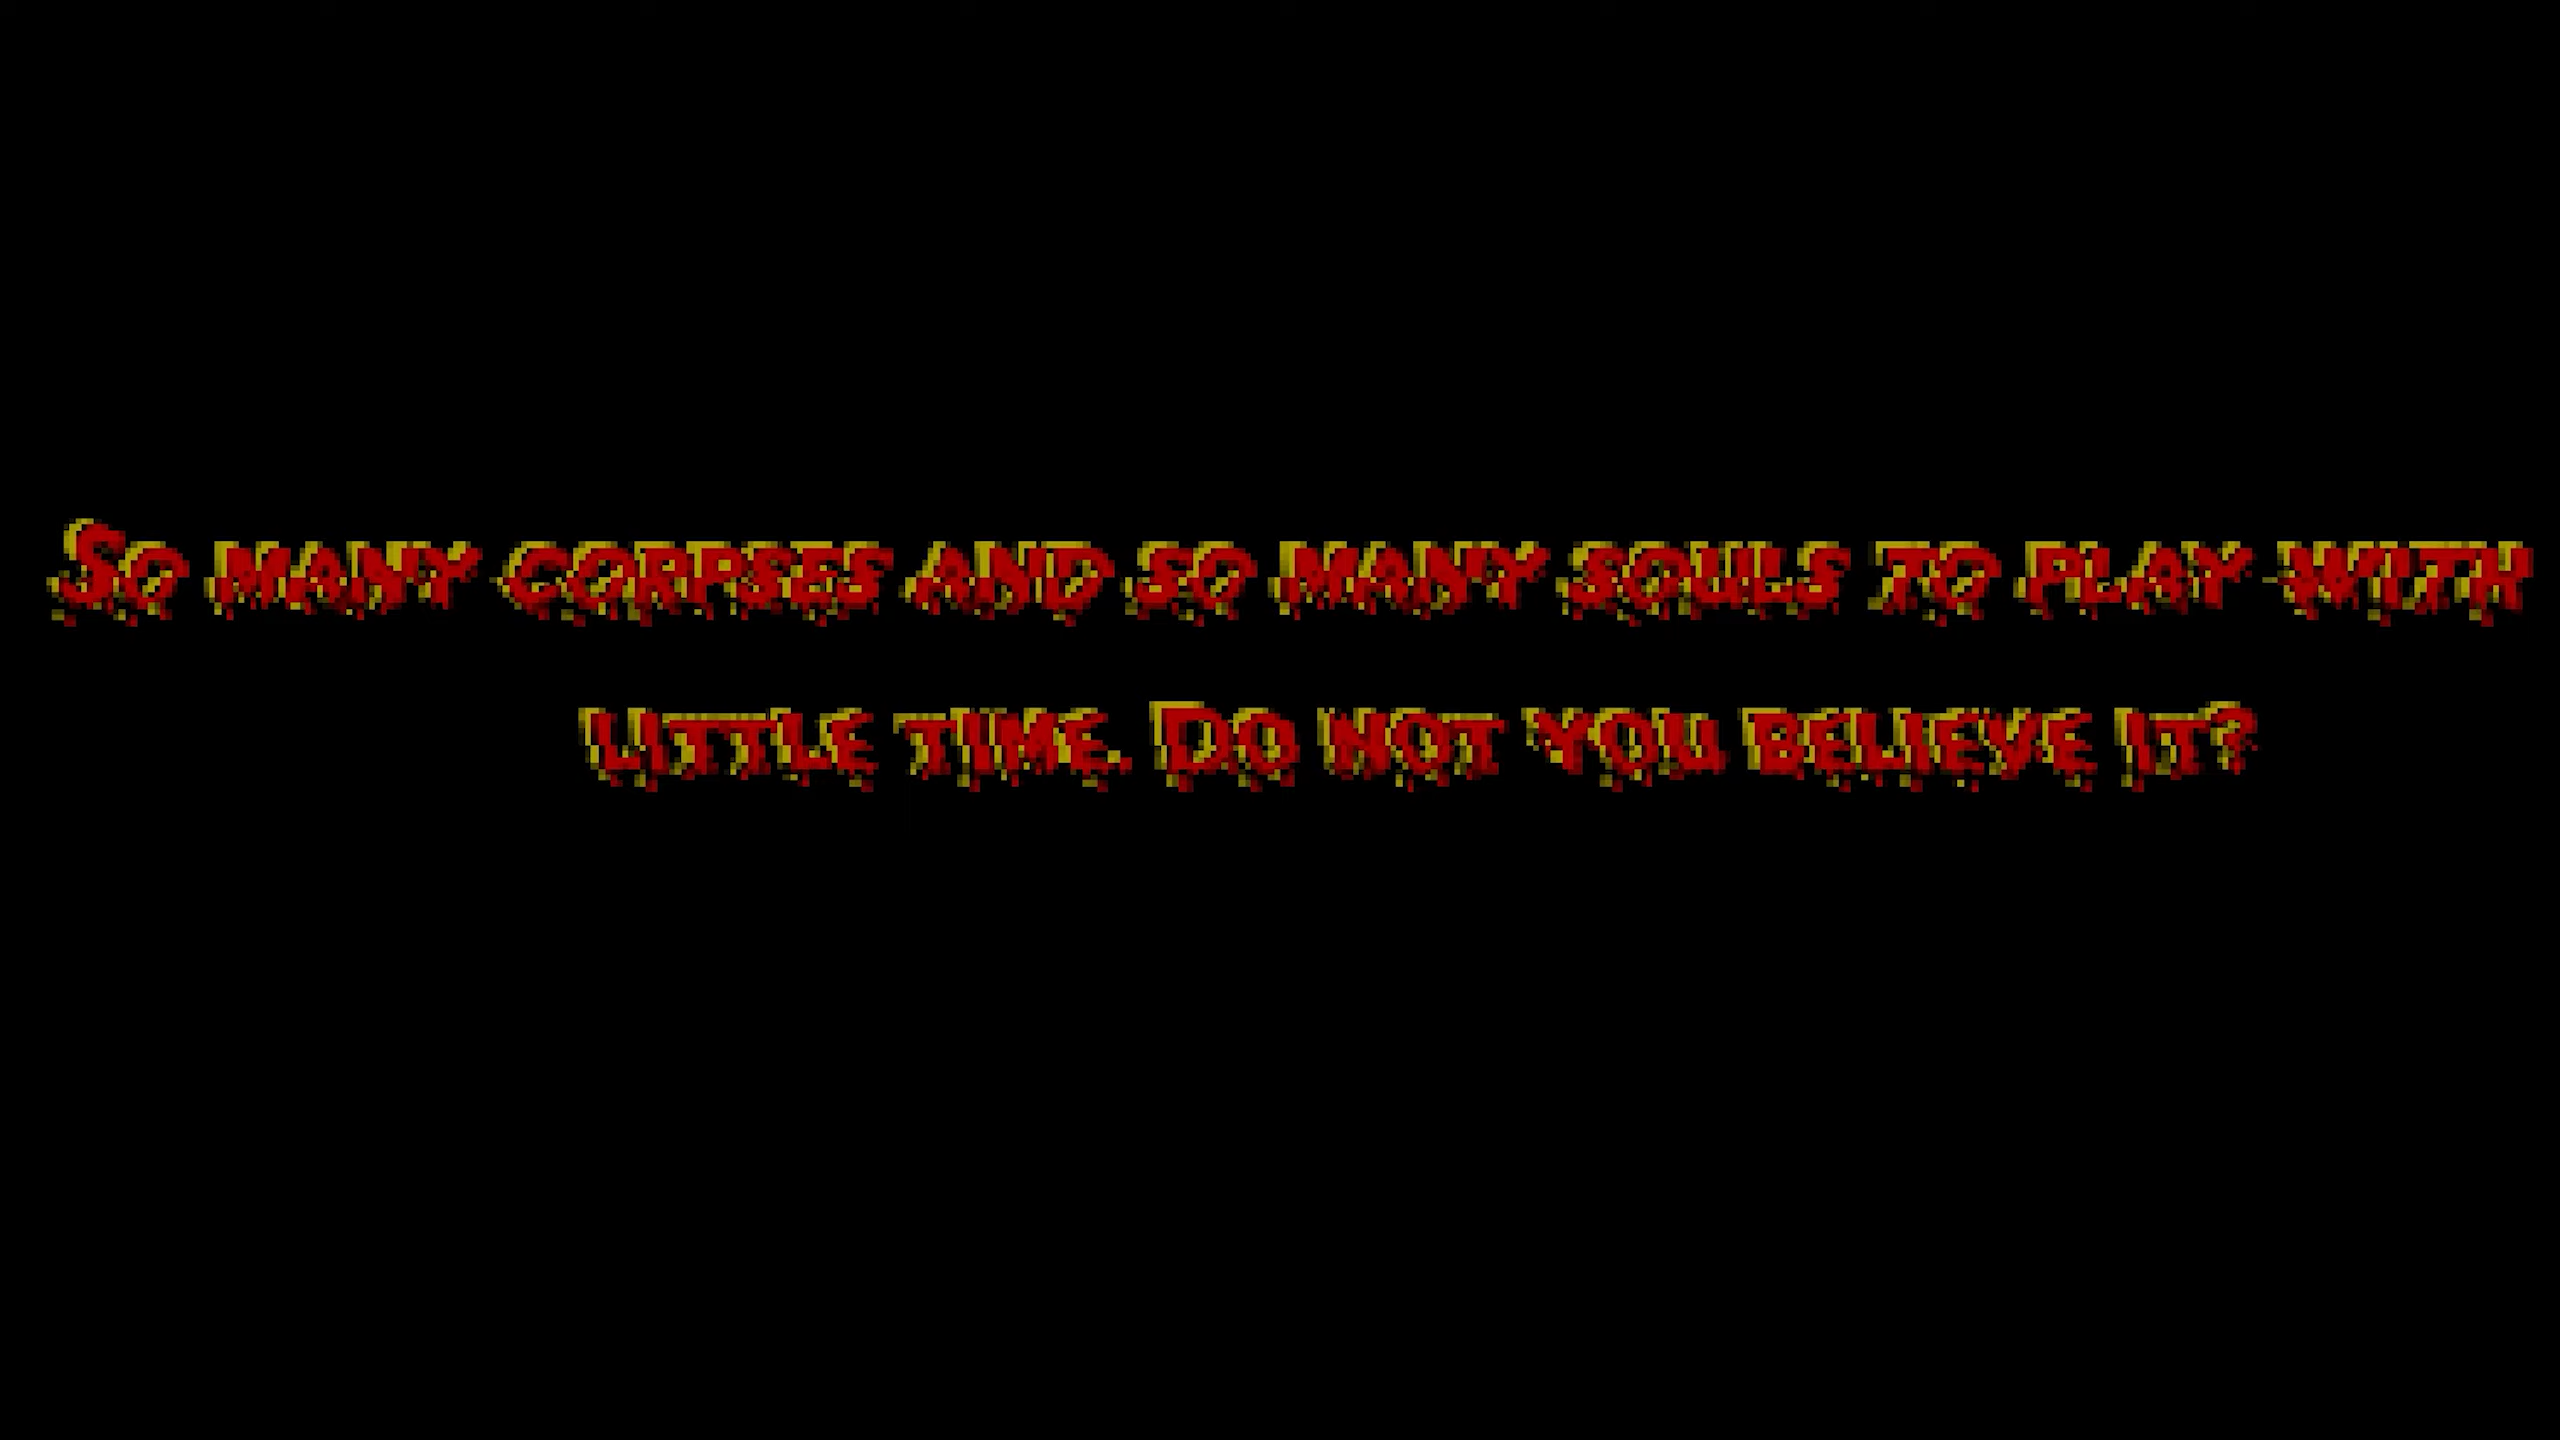 So many corpses and so many souls to play with
little time. Do not you believe it?